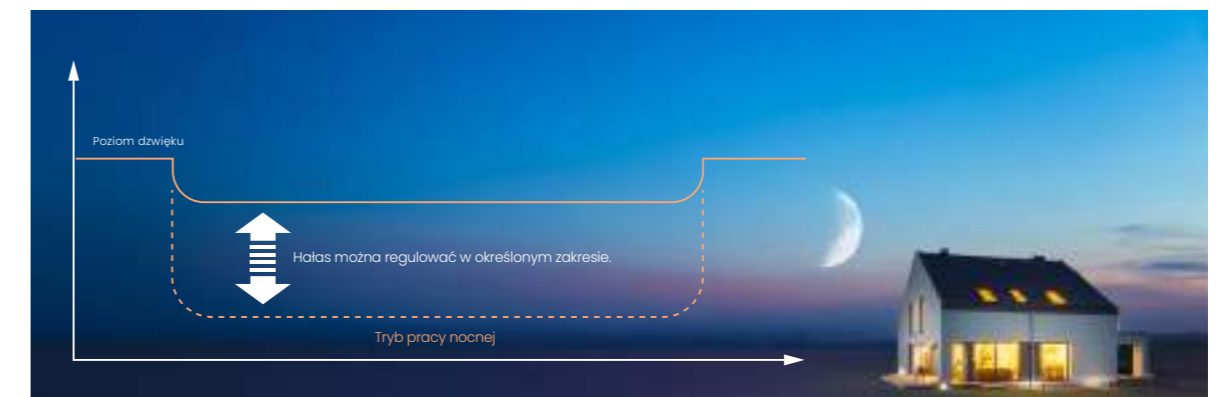 Poziom dzwięku
Hałas można regulować w określonym zakresie.
Tryb pracy nocnej